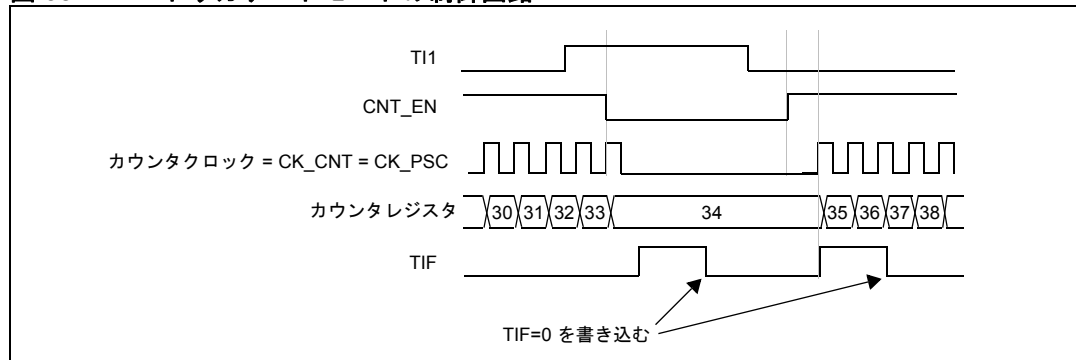 TI1
CNT_EN
カウンタクロック = CK_CNT = CK_PSC
カウンタレジスタ 30 31 32 33 34 35 36 37 38
TIF
TIF=0 を書き込む